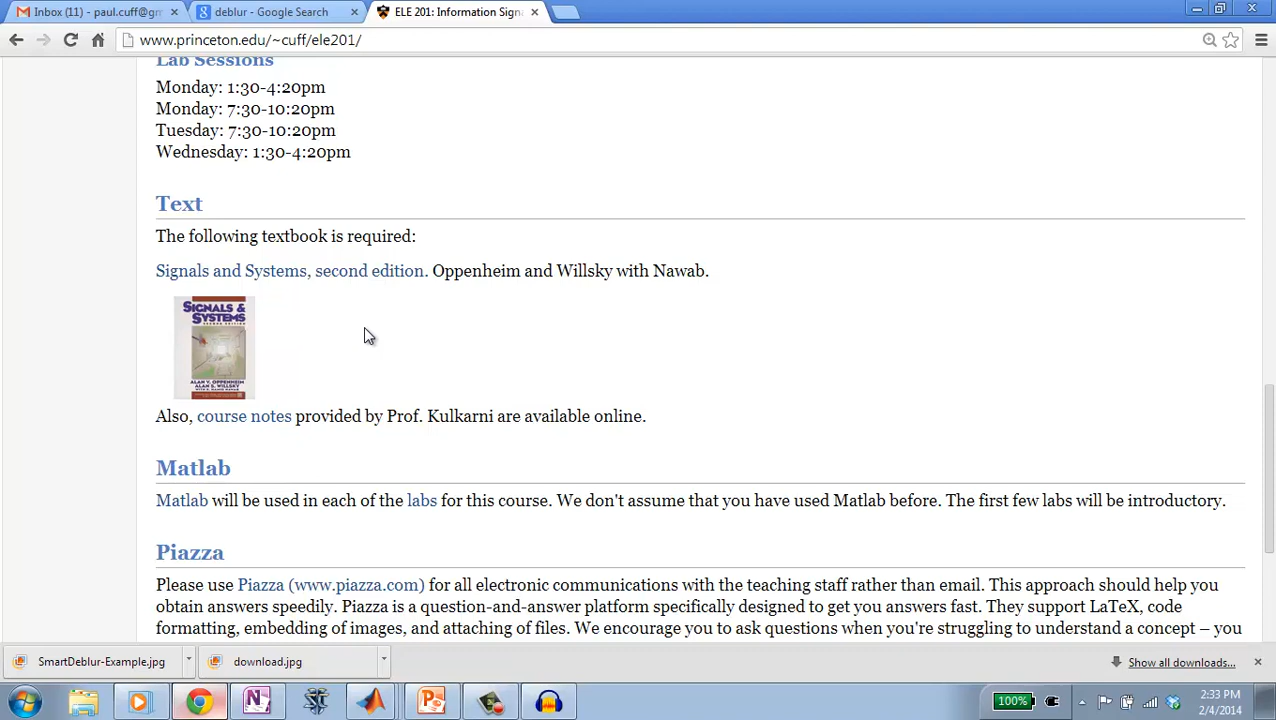 Inbox (11) - paul.cuff@gm
deblur - Google Search
ELE 201: Information Sign
www.princeton.edu/~cuff/ele201/
Lab Sessions
Monday: 1:30-4:20pm
Monday: 7:30-10:20pm
Tuesday: 7:30-10:20pm
Wednesday: 1:30-4:20pm
Text
The following textbook is required:
Signals and Systems, second edition. Oppenheim and Willsky with Nawab.
SIGNALS &
SYSTEMS
SECOND EDITION
ALAN V. OPPENHEIM
ALAN S. WILLSKY
Also, course notes provided by Prof. Kulkarni are available online.
Matlab
Matlab will be used in each of the labs for this course. We don't assume that you have used Matlab before. The first few labs will be introductory.
Piazza
Please use Piazza (www.piazza.com) for all electronic communications with the teaching staff rather than email. This approach should help you
obtain answers speedily. Piazza is a question-and-answer platform specifically designed to get you answers fast. They support LaTeX, code
formatting, embedding of images, and attaching of files. We encourage you to ask questions when you're struggling to understand a concept – you
SmartDeblur-Example.jpg
download.jpg
Show all downloads...
100%
2:33 PM
2/4/2014